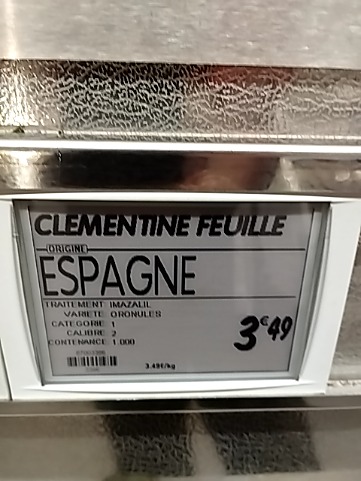 CLEMENTINE FEUILLE
ORIGINE
ESPAGNE
TRAITEMENT IMAZALIL
VARIETE ORONULES
CATEGORIE 1
CALIBRE 2
CONTENANCE 1.000
3€49
3.49€/kg